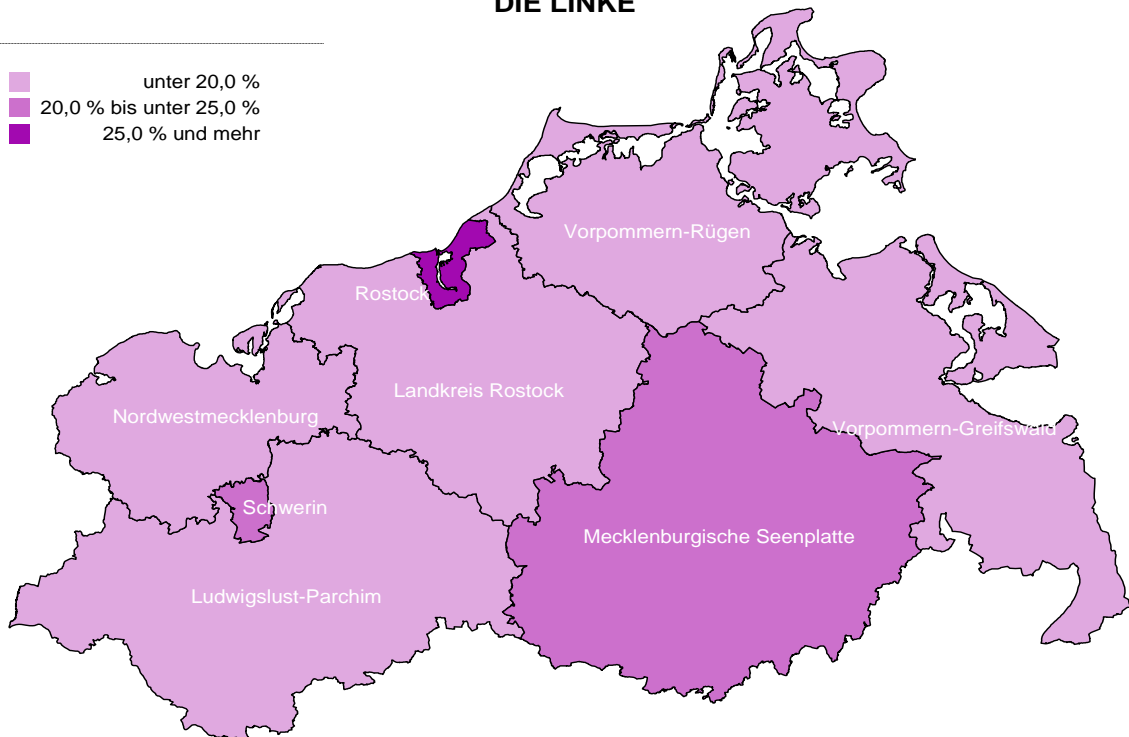 DIE LINKE
unter 20,0 %
20,0 % bis unter 25,0 %
25,0 % und mehr
Vorpommern-Rügen
Rostock
Landkreis Rostock
Nordwestmecklenburg
Vorpommern-Greifswald
Schwerin
Mecklenburgische Seenplatte
Ludwigslust-Parchim